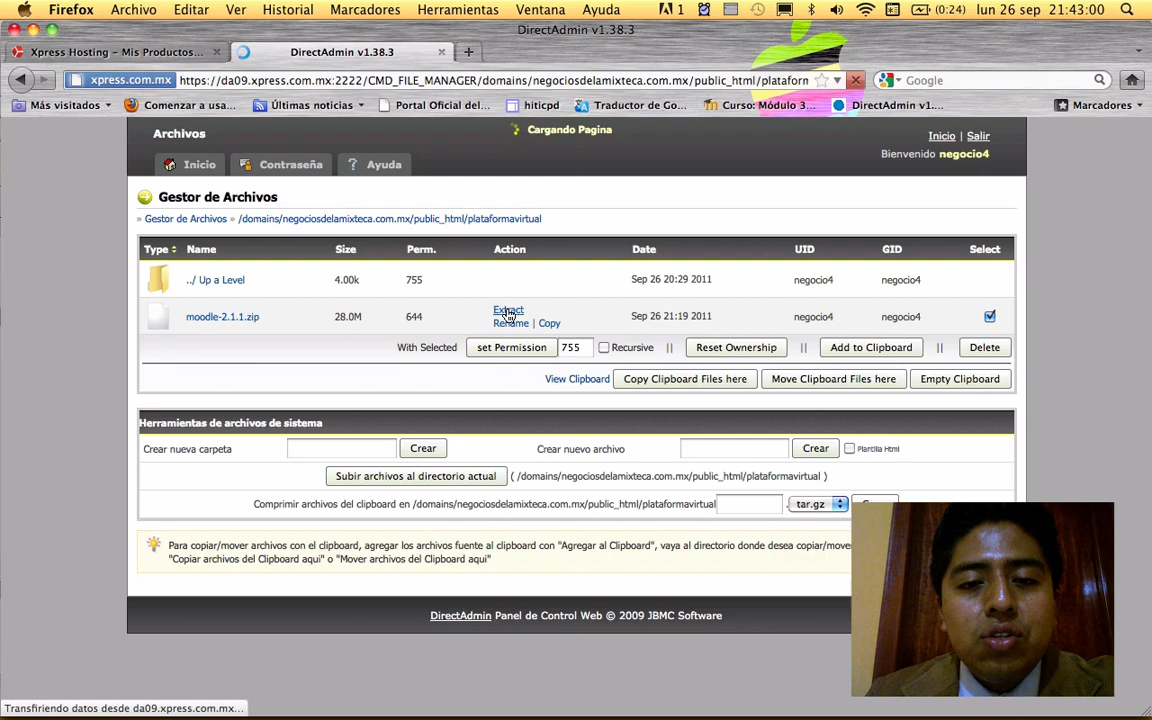 Firefox Archivo Editar Ver Historial Marcadores Herramientas Ventana Ayuda 1 (0:24) lun 26 sep 21:43:00
DirectAdmin v1.38.3
Xpress Hosting - Mis Productos... DirectAdmin v1.38.3
xpress.com.mx https://da09.xpress.com.mx:2222/CMD_FILE_MANAGER/domains/negociosdelamixteca.com.mx/public_html/plataform Google
Más visitados Comenzar a usa... Últimas noticias Portal Oficial del... hiticpd Traductor de Go... Curso: Módulo 3... DirectAdmin v1.... Marcadores
Archivos Cargando Pagina Inicio | Salir
Bienvenido negocio4
Inicio Contraseña ? Ayuda
Gestor de Archivos
» Gestor de Archivos » /domains/negociosdelamixteca.com.mx/public_html/plataformavirtual
Type Name Size Perm. Action Date UID GID Select
../ Up a Level 4.00k 755 Sep 26 20:29 2011 negocio4 negocio4
Extract
moodle-2.1.1.zip 28.0M 644 Sep 26 21:19 2011 negocio4 negocio4
Rename | Copy
With Selected set Permission 755 Recursive || Reset Ownership || Add to Clipboard || Delete
View Clipboard Copy Clipboard Files here Move Clipboard Files here Empty Clipboard
Herramientas de archivos de sistema
Crear nueva carpeta Crear Crear nuevo archivo Crear Plantilla Html
Subir archivos al directorio actual ( /domains/negociosdelamixteca.com.mx/public_html/plataformavirtual )
Comprimir archivos del clipboard en /domains/negociosdelamixteca.com.mx/public_html/plataformavirtual . tar.gz
Para copiar/mover archivos con el clipboard, agregar los archivos fuente al clipboard con "Agregar al Clipboard", vaya al directorio donde desea copiar/move
"Copiar archivos del Clipboard aqui" o "Mover archivos del Clipboard aqui"
DirectAdmin Panel de Control Web © 2009 JBMC Software
Transfiriendo datos desde da09.xpress.com.mx...